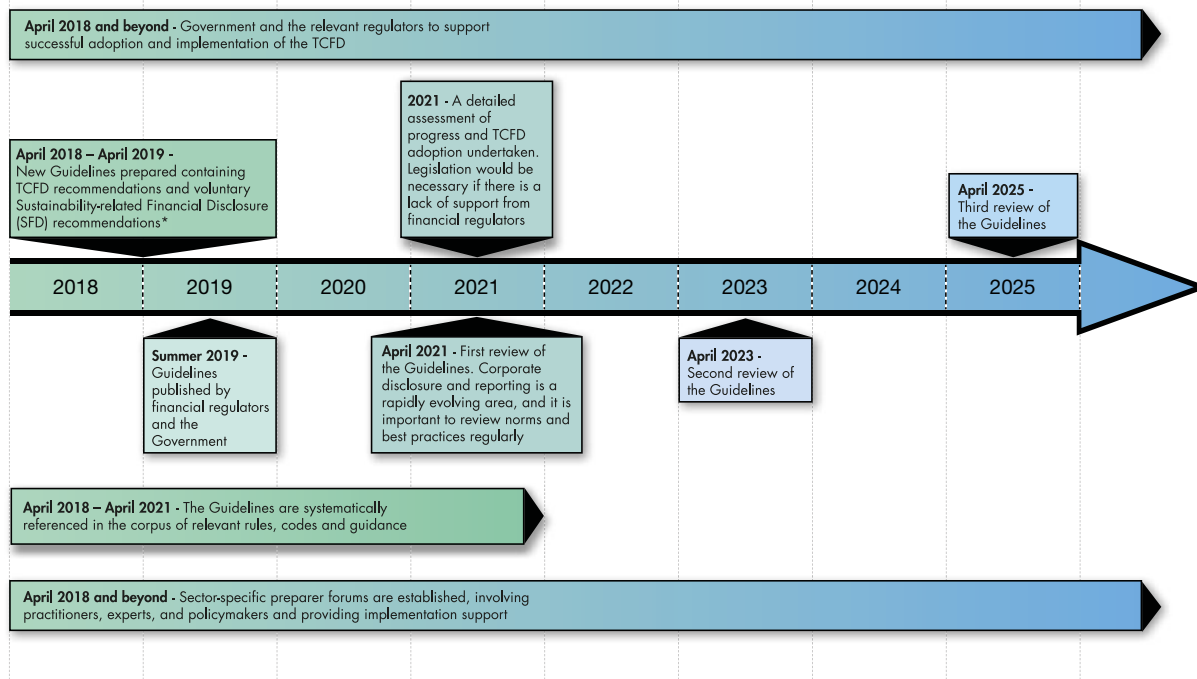 April 2018 and beyond - Government and the relevant regulators to support
successful adoption and implementation of the TCFD
2021 - A detailed
assessment of
progress and TCFD
adoption undertaken.
Legislation would be
necessary if there is a
lack of support from
financial regulators
April 2018 – April 2019 -
New Guidelines prepared containing
TCFD recommendations and voluntary
Sustainability-related Financial Disclosure
(SFD) recommendations*
April 2025 -
Third review of
the Guidelines
2018 2019 2020 2021 2022 2023 2024 2025
Summer 2019 -
Guidelines
published by
financial regulators
and the
Government
April 2021 - First review of
the Guidelines. Corporate
disclosure and reporting is a
rapidly evolving area, and it is
important to review norms and
best practices regularly
April 2023 -
Second review of
the Guidelines
April 2018 – April 2021 - The Guidelines are systematically
referenced in the corpus of relevant rules, codes and guidance
April 2018 and beyond - Sector-specific preparer forums are established, involving
practitioners, experts, and policymakers and providing implementation support